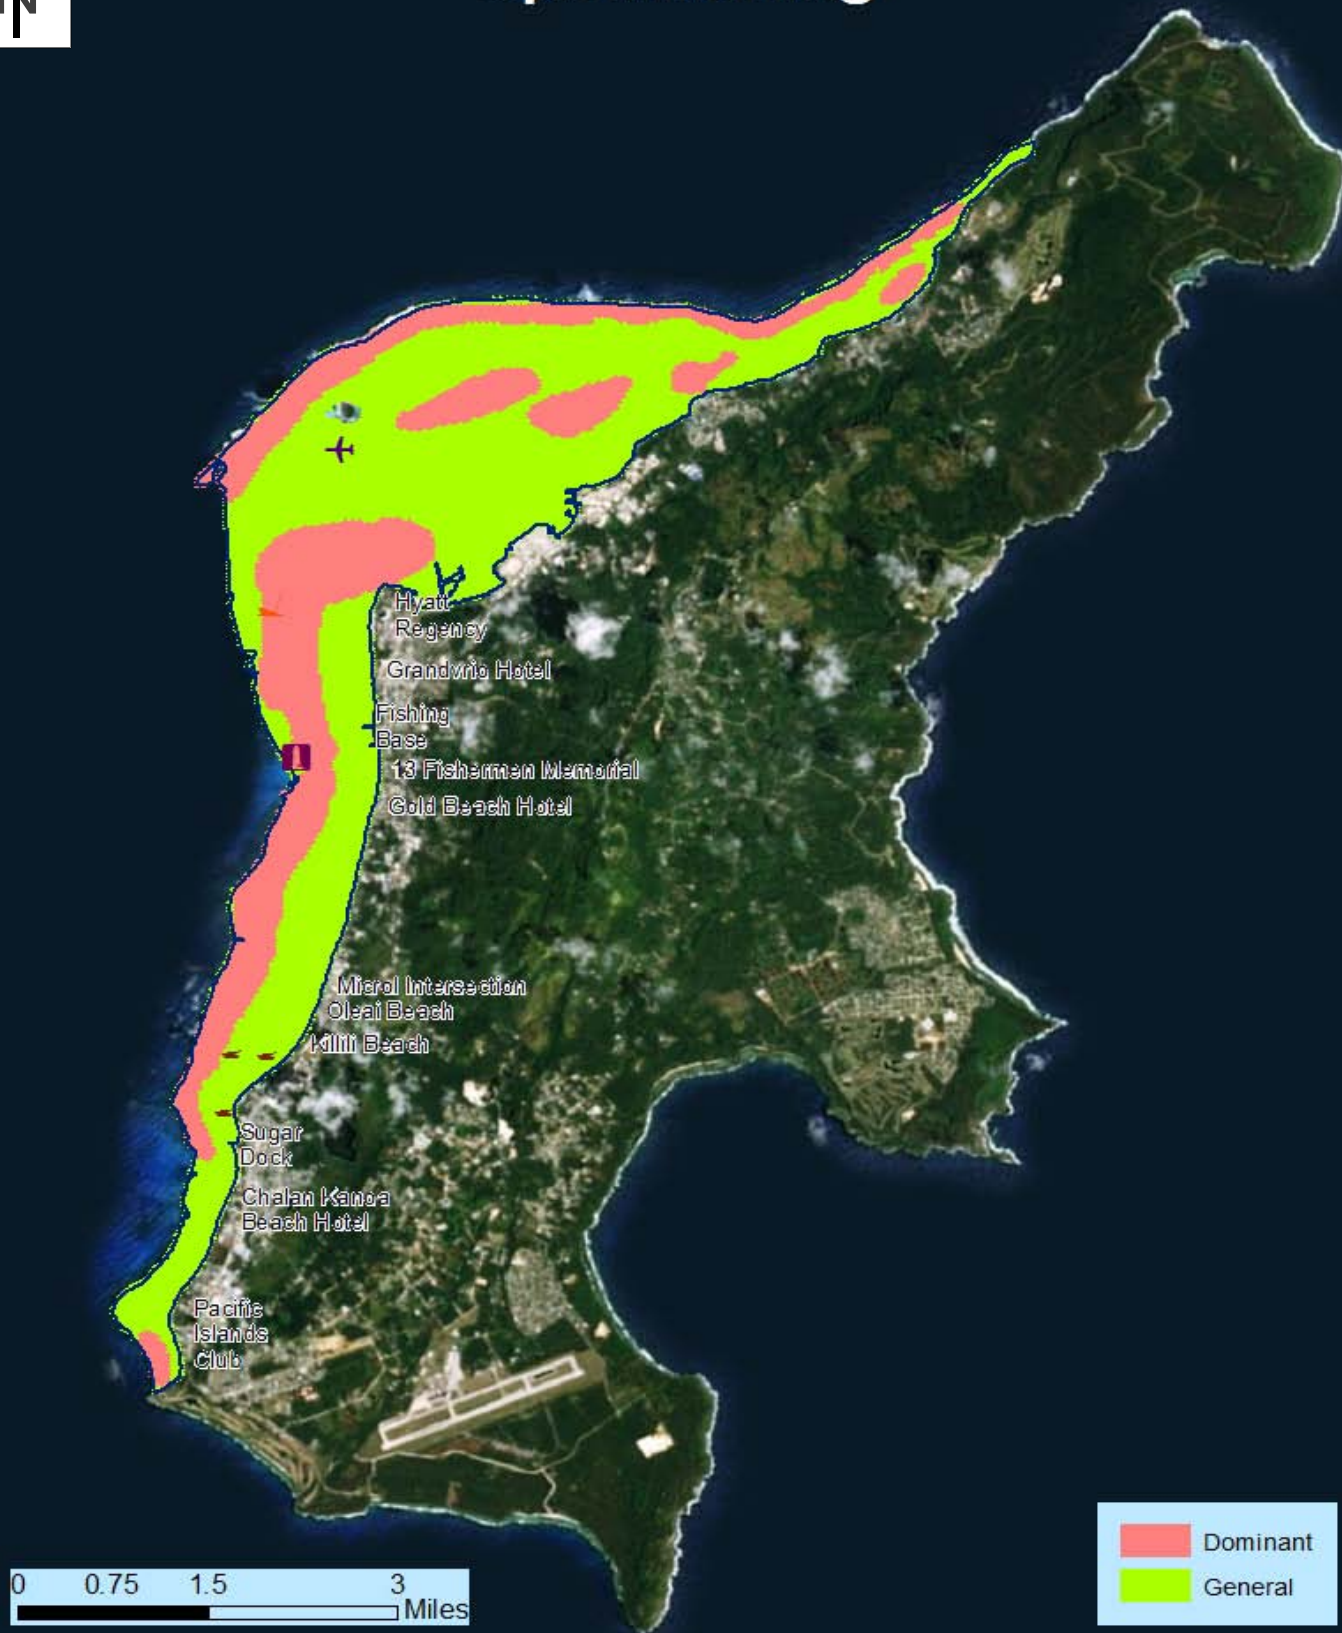 N
Hyatt
Regency
Grandvrio Hotel
Fishing
Base
13 Fishermen Memorial
Gold Beach Hotel
Microl Intersection
Oleai Beach
Killili Beach
Sugar
Dock
Chalan Kanoa
Beach Hotel
Pacific
Islands
Club
0 0.75 1.5 3
Miles
Dominant
General